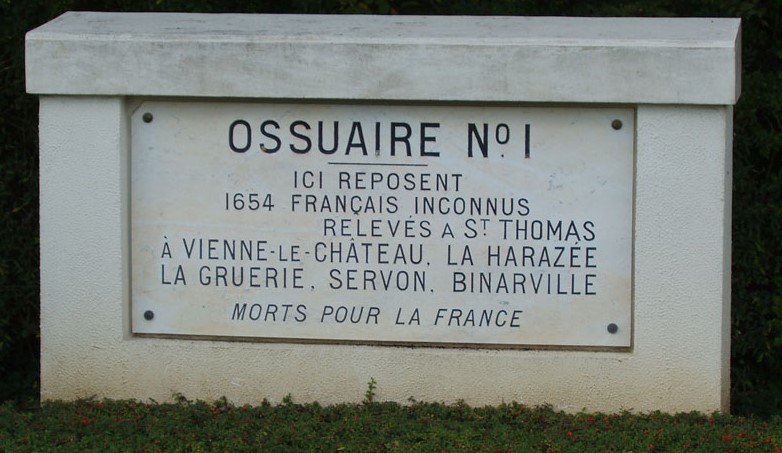 OSSUAIRE Nº 1
ICI REPOSENT
1654 FRANÇAIS INCONNUS
RELEVÉS A ST THOMAS
À VIENNE-LE-CHÂTEAU, LA HARAZÉE
LA GRUERIE, SERVON, BINARVILLE
MORTS POUR LA FRANCE